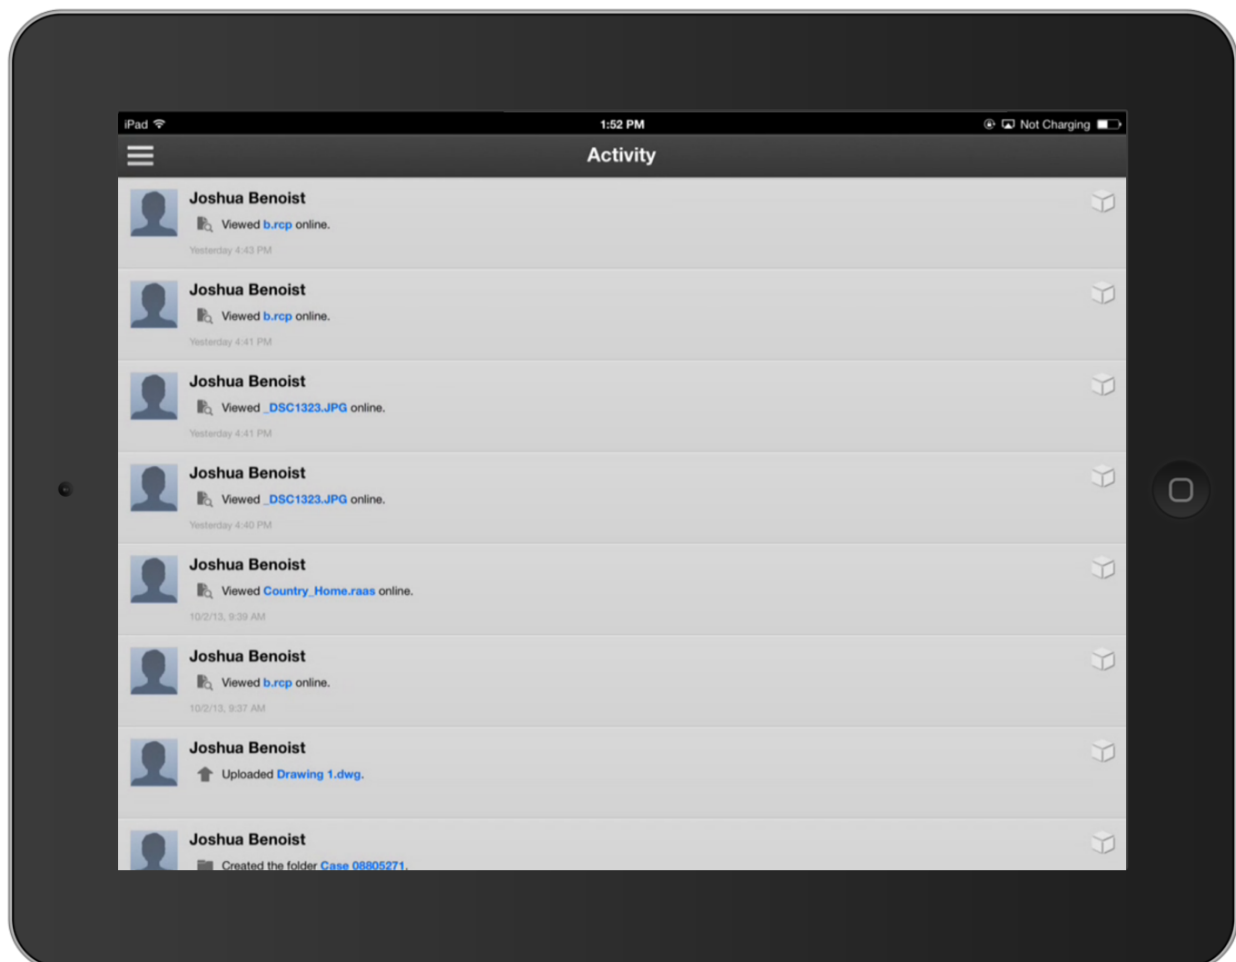 iPad 1:52 PM Not Charging
Activity
Joshua Benoist
Viewed b.rcp online.
Yesterday 4:43 PM
Joshua Benoist
Viewed b.rcp online.
Yesterday 4:41 PM
Joshua Benoist
Viewed _DSC1323.JPG online.
Yesterday 4:41 PM
Joshua Benoist
Viewed _DSC1323.JPG online.
Yesterday 4:40 PM
Joshua Benoist
Viewed Country_Home.raas online.
10/2/13, 9:39 AM
Joshua Benoist
Viewed b.rcp online.
10/2/13, 9:37 AM
Joshua Benoist
Uploaded Drawing 1.dwg.
Joshua Benoist
Created the folder Case 08805271.